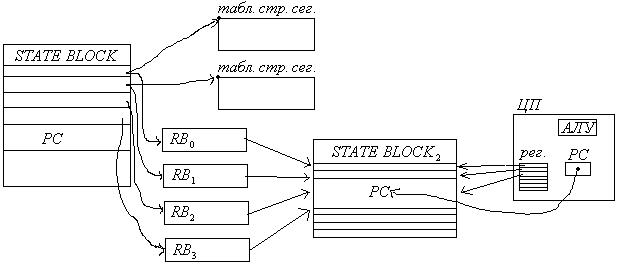 табл. стр. сег.
STATE BLOCK
табл. стр. сег.
ЦП
АЛУ
RB0
STATE BLOCK2
рег.
PC
PC
RB1
PC
RB2
RB3